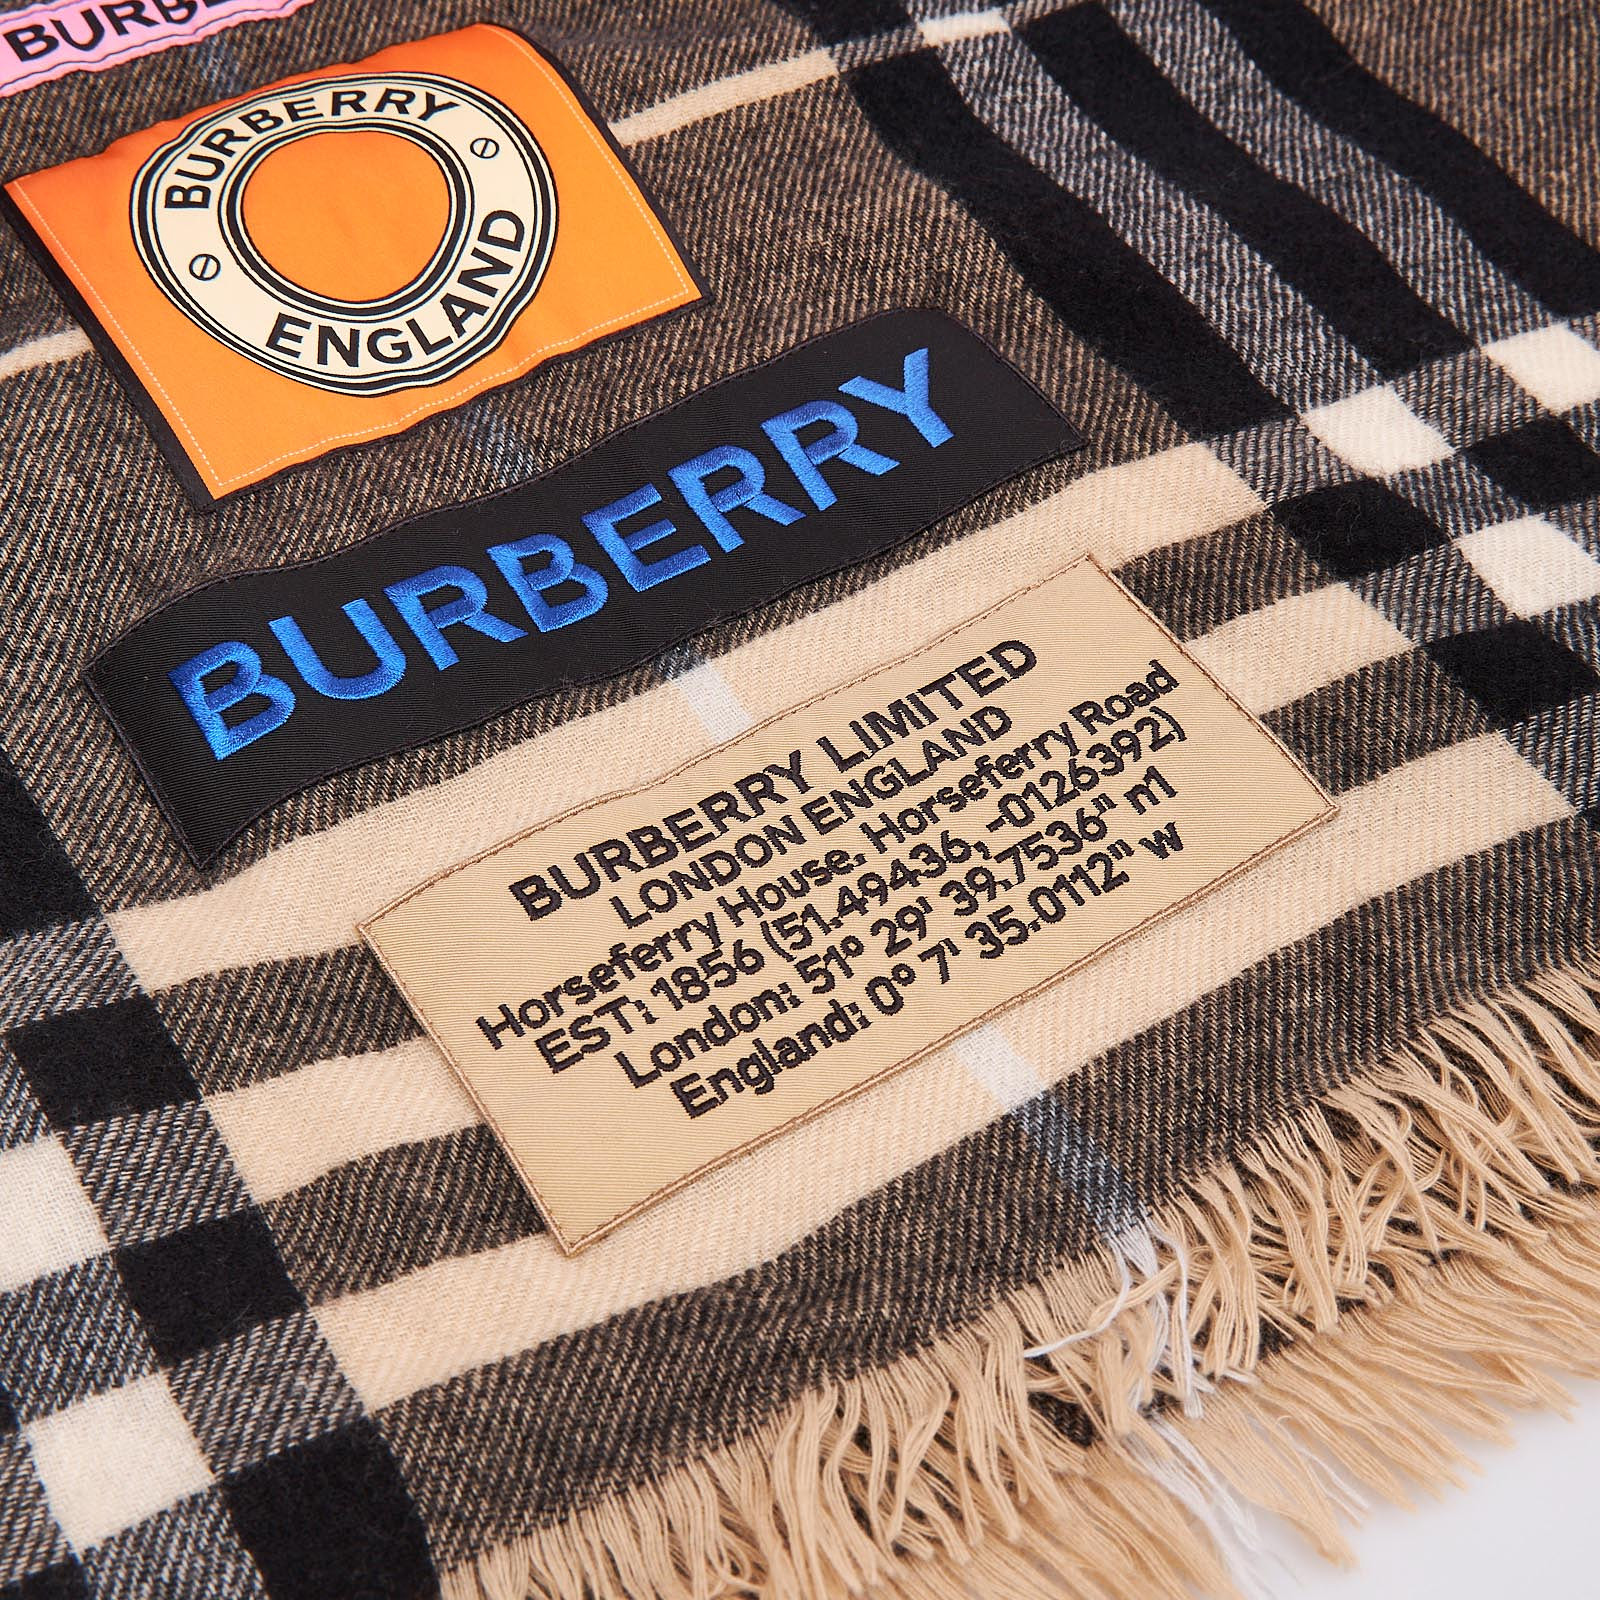 BURBERRY
ENGLAND
BURBERRY
BURBERRY LIMITED
LONDON ENGLAND
Horseferry House, Horseferry Road
EST: 1856 (51.49436, -0126392)
London: 51° 29' 39.7536" n1
England: 0° 7' 35.0112" w